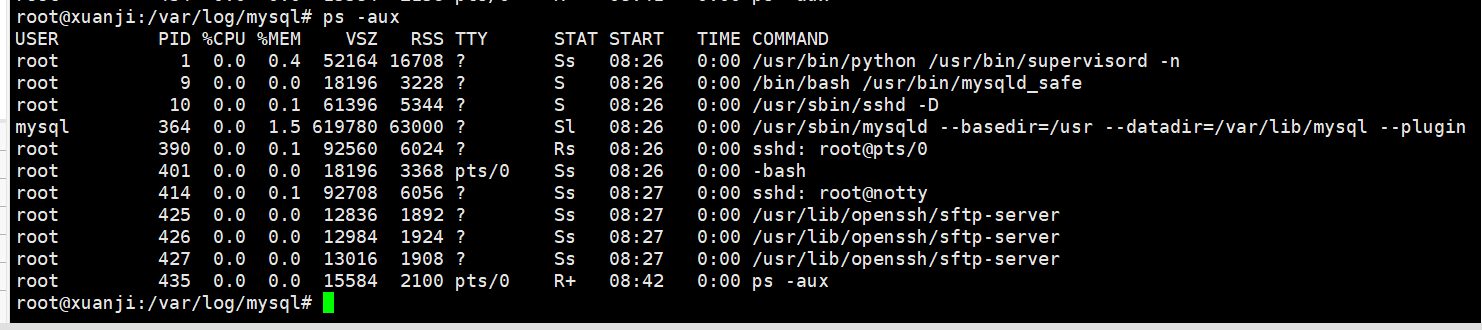 root@xuanji:/var/log/mysql# ps -aux
USER PID %CPU %MEM VSZ RSS TTY STAT START TIME COMMAND
root 1 0.0 0.4 52164 16708 ? Ss 08:26 0:00 /usr/bin/python /usr/bin/supervisord -n
root 9 0.0 0.0 18196 3228 ? S 08:26 0:00 /bin/bash /usr/bin/mysqld_safe
root 10 0.0 0.1 61396 5344 ? S 08:26 0:00 /usr/sbin/sshd -D
mysql 364 0.0 1.5 619780 63000 ? Sl 08:26 0:00 /usr/sbin/mysqld --basedir=/usr --datadir=/var/lib/mysql --plugin
root 390 0.0 0.1 92560 6024 ? Rs 08:26 0:00 sshd: root@pts/0
root 401 0.0 0.0 18196 3368 pts/0 Ss 08:26 0:00 -bash
root 414 0.0 0.1 92708 6056 ? Ss 08:27 0:00 sshd: root@notty
root 425 0.0 0.0 12836 1892 ? Ss 08:27 0:00 /usr/lib/openssh/sftp-server
root 426 0.0 0.0 12984 1924 ? Ss 08:27 0:00 /usr/lib/openssh/sftp-server
root 427 0.0 0.0 13016 1908 ? Ss 08:27 0:00 /usr/lib/openssh/sftp-server
root 435 0.0 0.0 15584 2100 pts/0 R+ 08:42 0:00 ps -aux
root@xuanji:/var/log/mysql#